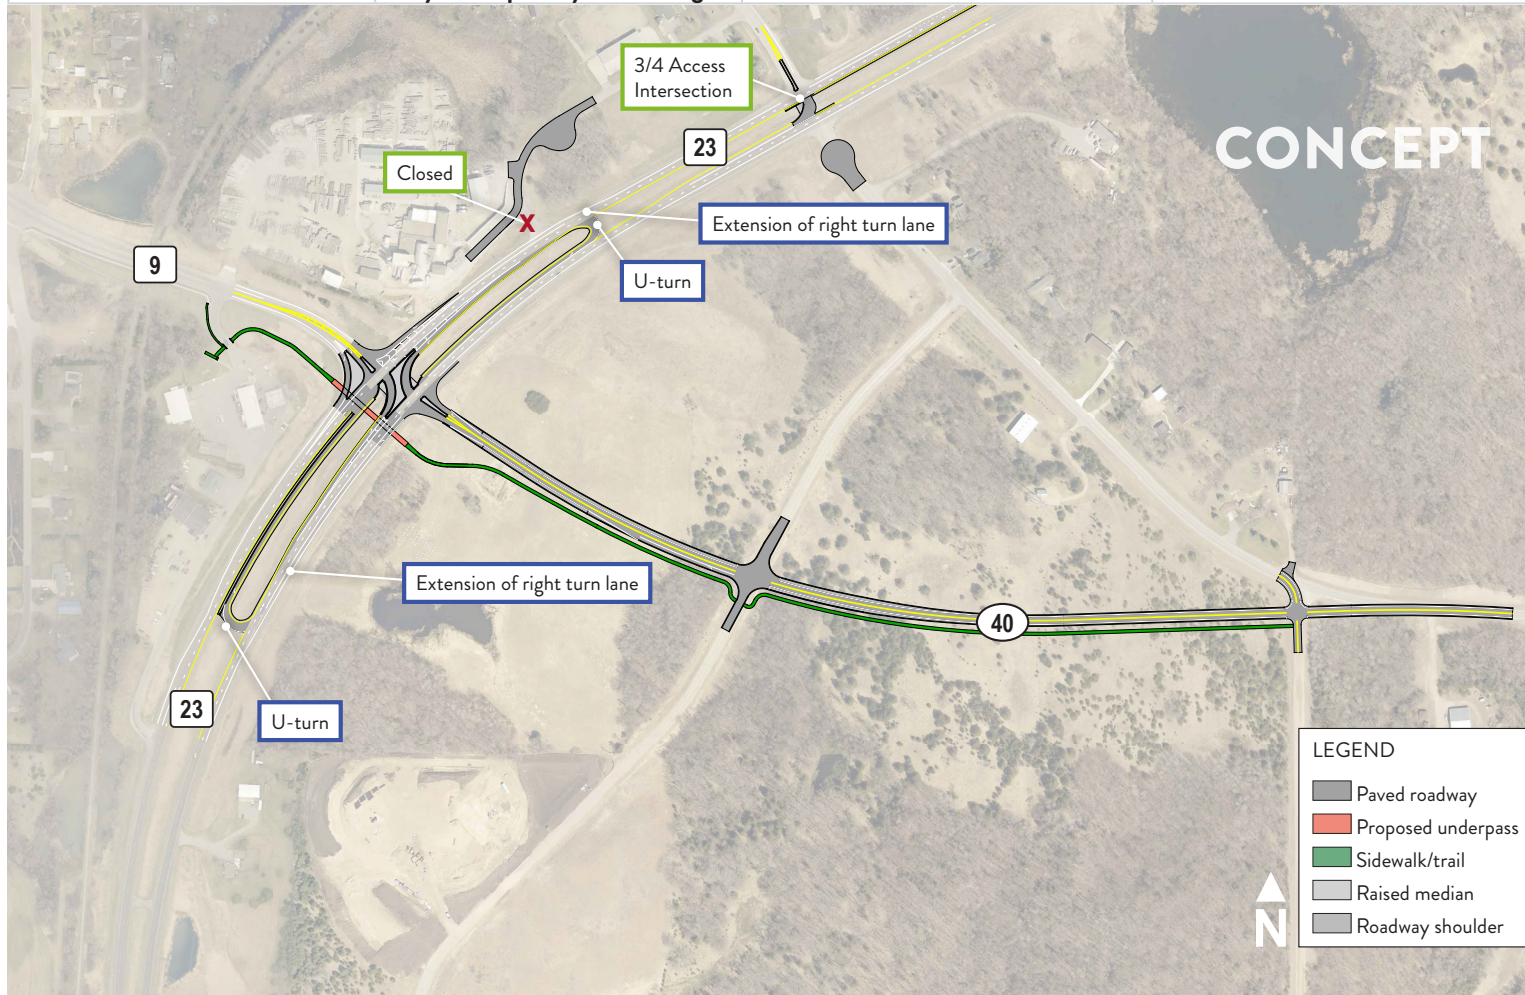 3/4 Access
Intersection
CONCEPT
23
Closed
Extension of right turn lane
9
U-turn
Extension of right turn lane
40
23
U-turn
LEGEND
Paved roadway
Proposed underpass
Sidewalk/trail
Raised median
Roadway shoulder
N
X